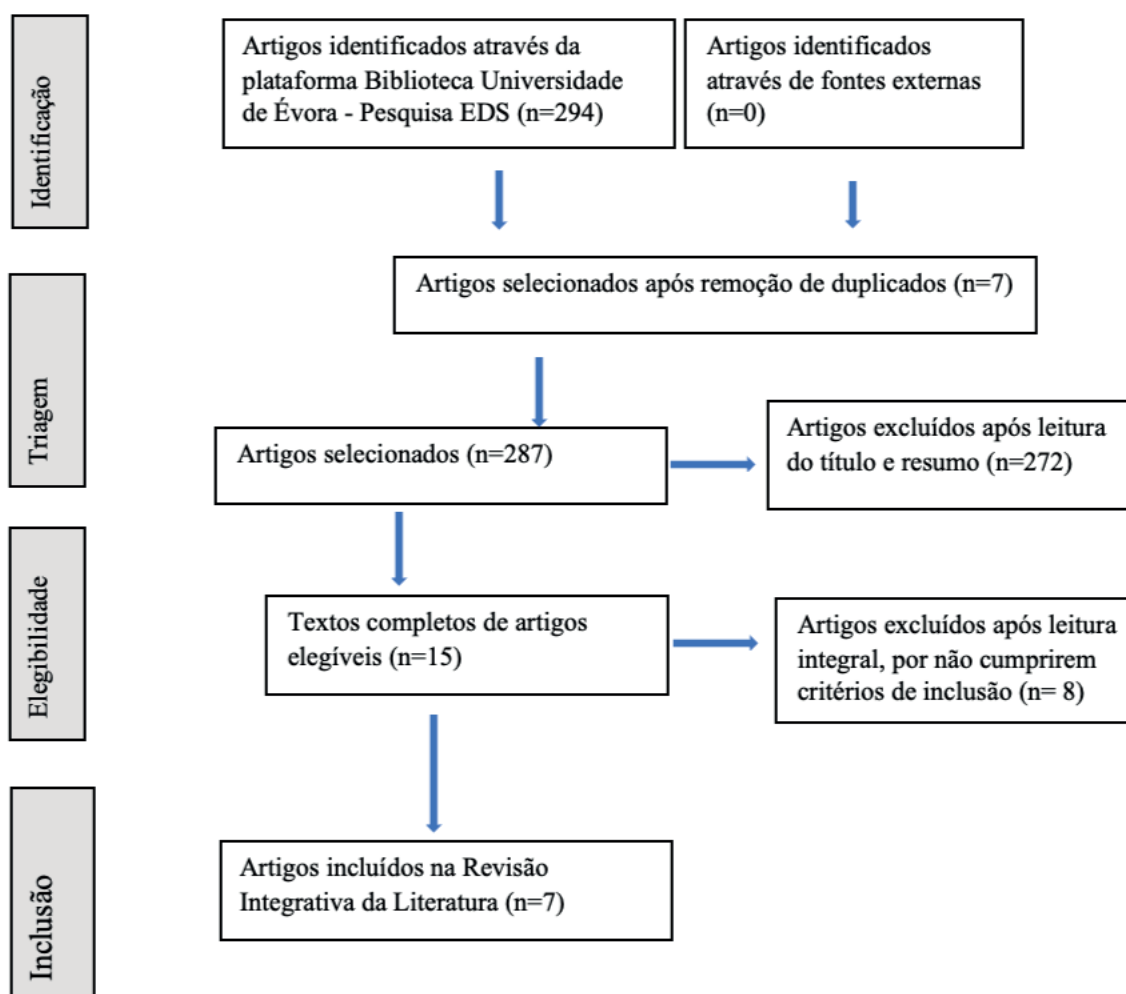 Identificação
Artigos identificados através da
plataforma Biblioteca Universidade
de Évora - Pesquisa EDS (n=294)
Artigos identificados
através de fontes externas
(n=0)
Triagem
Artigos selecionados após remoção de duplicados (n=7)
Artigos selecionados (n=287)
Artigos excluídos após leitura
do título e resumo (n=272)
Elegibilidade
Textos completos de artigos
elegíveis (n=15)
Artigos excluídos após leitura
integral, por não cumprirem
critérios de inclusão (n= 8)
Inclusão
Artigos incluídos na Revisão
Integrativa da Literatura (n=7)